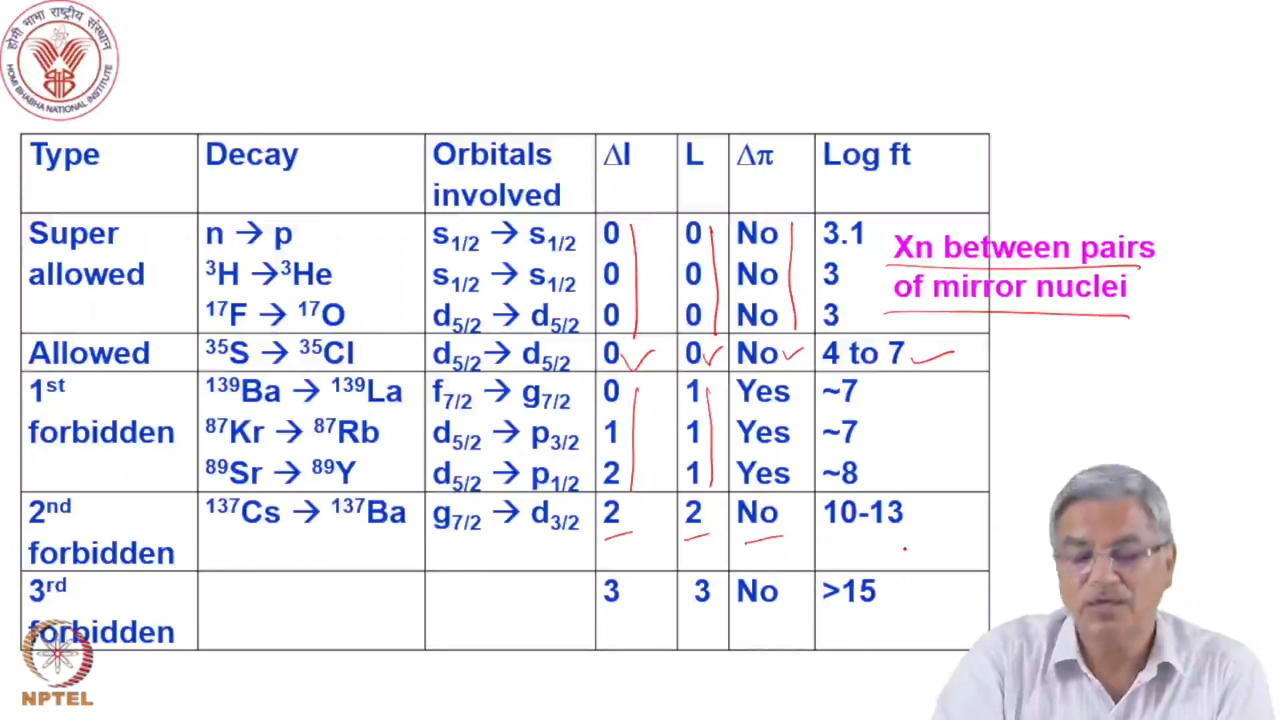 होमी भाभा राष्ट्रीय संस्थान
HOMI BHABHA NATIONAL INSTITUTE
Type Decay Orbitals involved ΔI L Δπ Log ft
Super allowed n → p s1/2 → s1/2 0 0 No 3.1
³H → ³He s1/2 → s1/2 0 0 No 3
¹⁷F → ¹⁷O d5/2 → d5/2 0 0 No 3
Xn between pairs
of mirror nuclei
Allowed ³⁵S → ³⁵Cl d5/2 → d5/2 0 0 No 4 to 7
1st forbidden ¹³⁹Ba → ¹³⁹La f7/2 → g7/2 0 1 Yes ~7
⁸⁷Kr → ⁸⁷Rb d5/2 → p3/2 1 1 Yes ~7
⁸⁹Sr → ⁸⁹Y d5/2 → p1/2 2 1 Yes ~8
2nd forbidden ¹³⁷Cs → ¹³⁷Ba g7/2 → d3/2 2 2 No 10-13
3rd forbidden 3 3 No >15
NPTEL